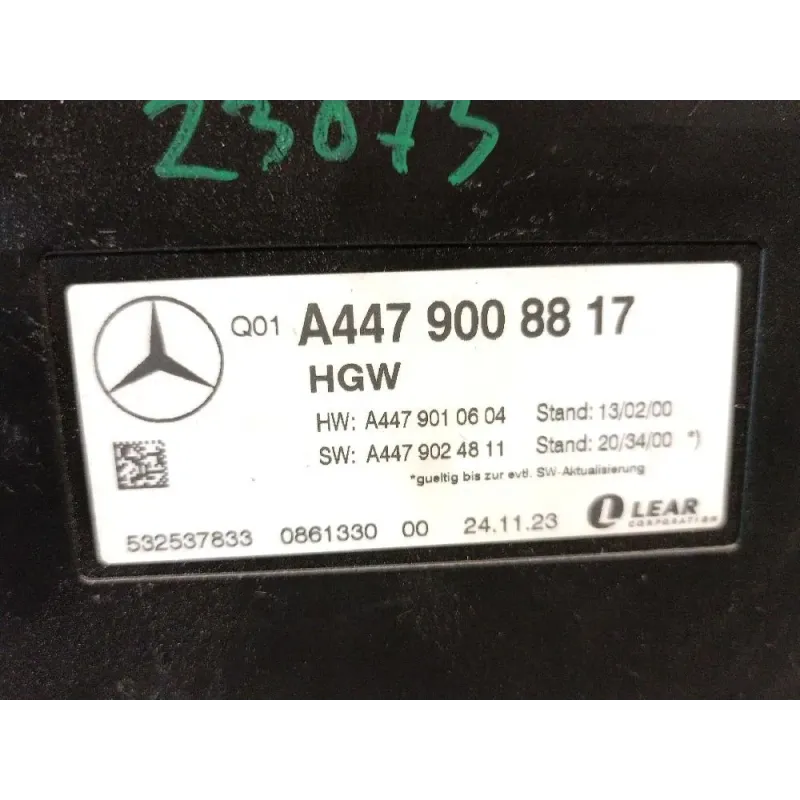 23073
Q01 A447 900 88 17
HGW
HW: A447 901 06 04 Stand: 13/02/00
SW: A447 902 48 11 Stand: 20/34/00 *)
*gueltig bis zur evtl. SW-Aktualisierung
532537833 0861330 00 24.11.23 LEAR
CORPORATION